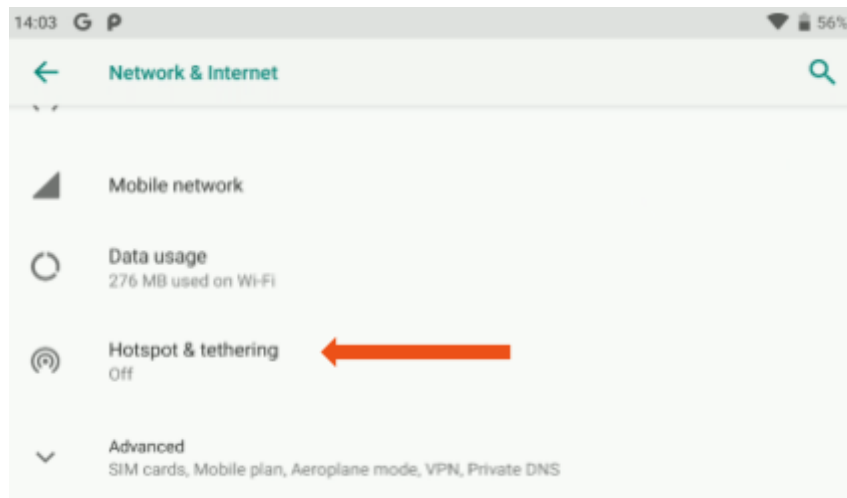 14:03 G P 56%
Network & Internet
Mobile network
Data usage
276 MB used on Wi-Fi
Hotspot & tethering
Off
Advanced
SIM cards, Mobile plan, Aeroplane mode, VPN, Private DNS